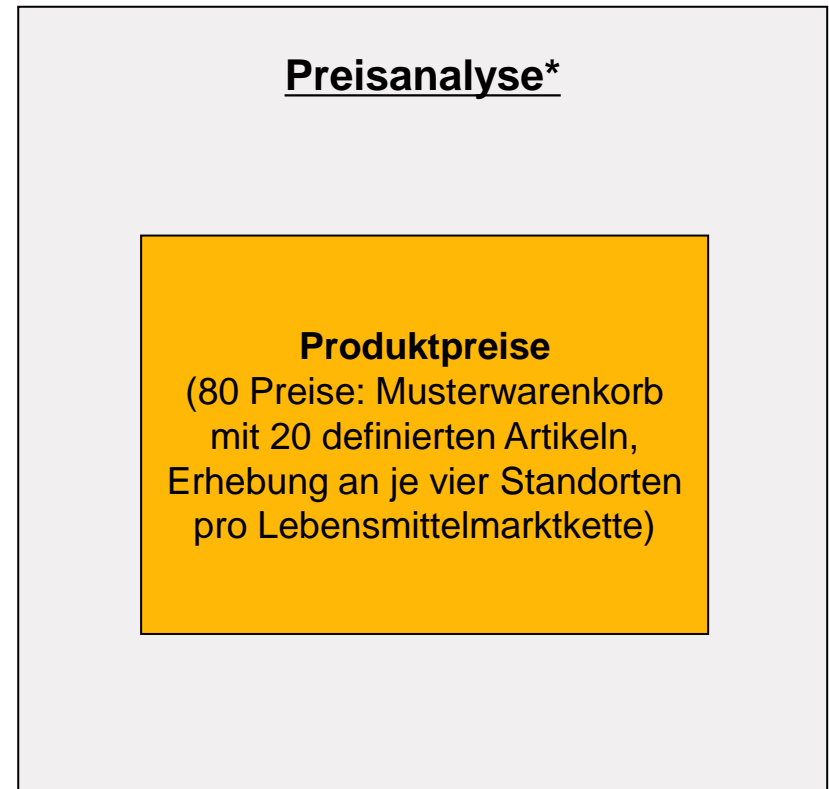 Preisanalyse*
Produktpreise
(80 Preise: Musterwarenkorb
mit 20 definierten Artikeln,
Erhebung an je vier Standorten
pro Lebensmittelmarktkette)